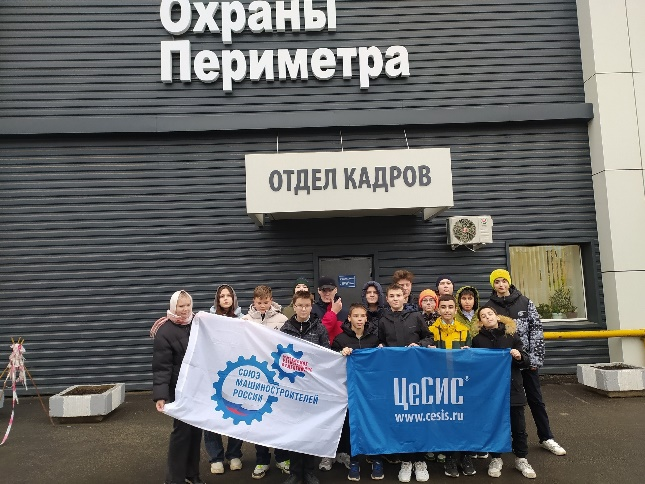 Охраны
Периметра
ОТДЕЛ КАДРОВ
СОЮЗ
МАШИНОСТРОИТЕЛЕЙ
РОССИИ
ЦеСИС®
www.cesis.ru